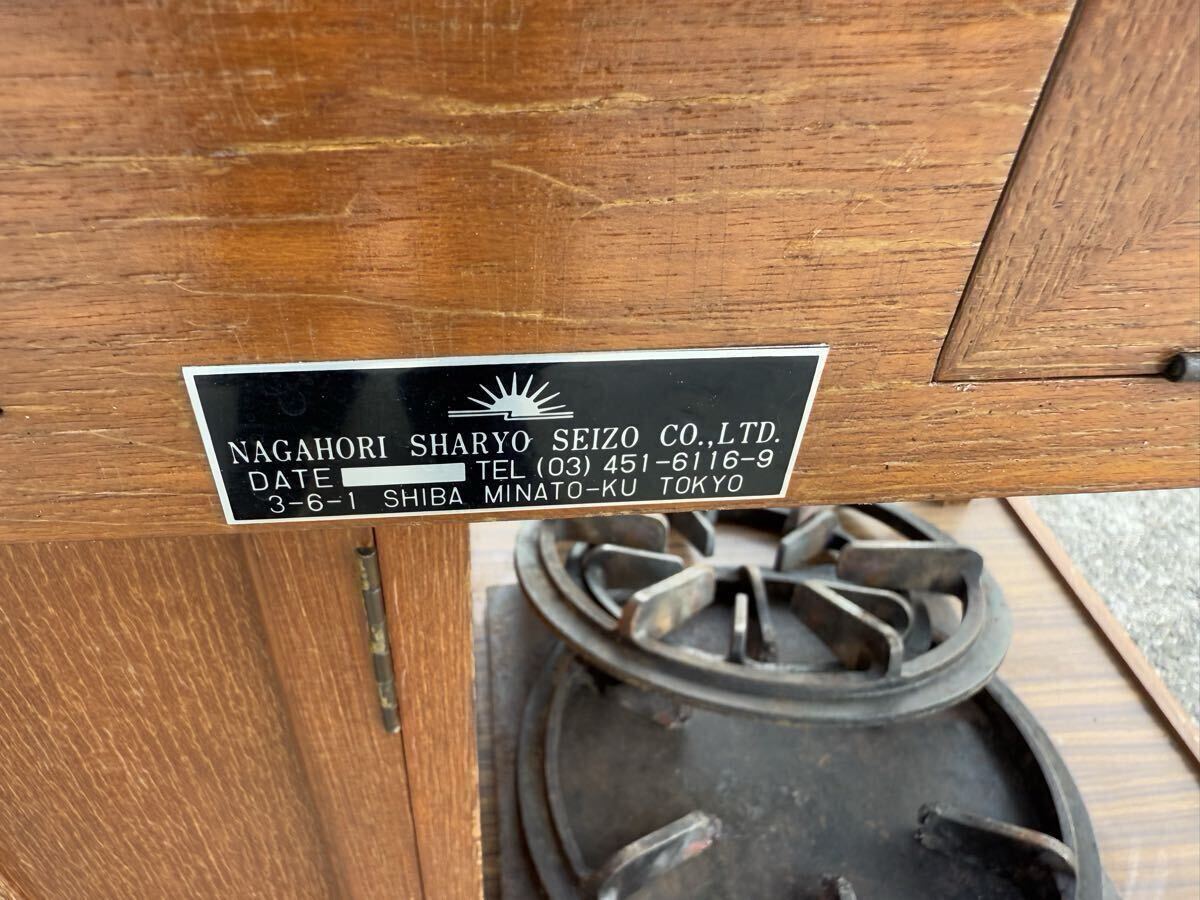 NAGAHORI SHARYO SEIZO CO.,LTD.
DATE TEL (03) 451-6116-9
3-6-1 SHIBA MINATO-KU TOKYO